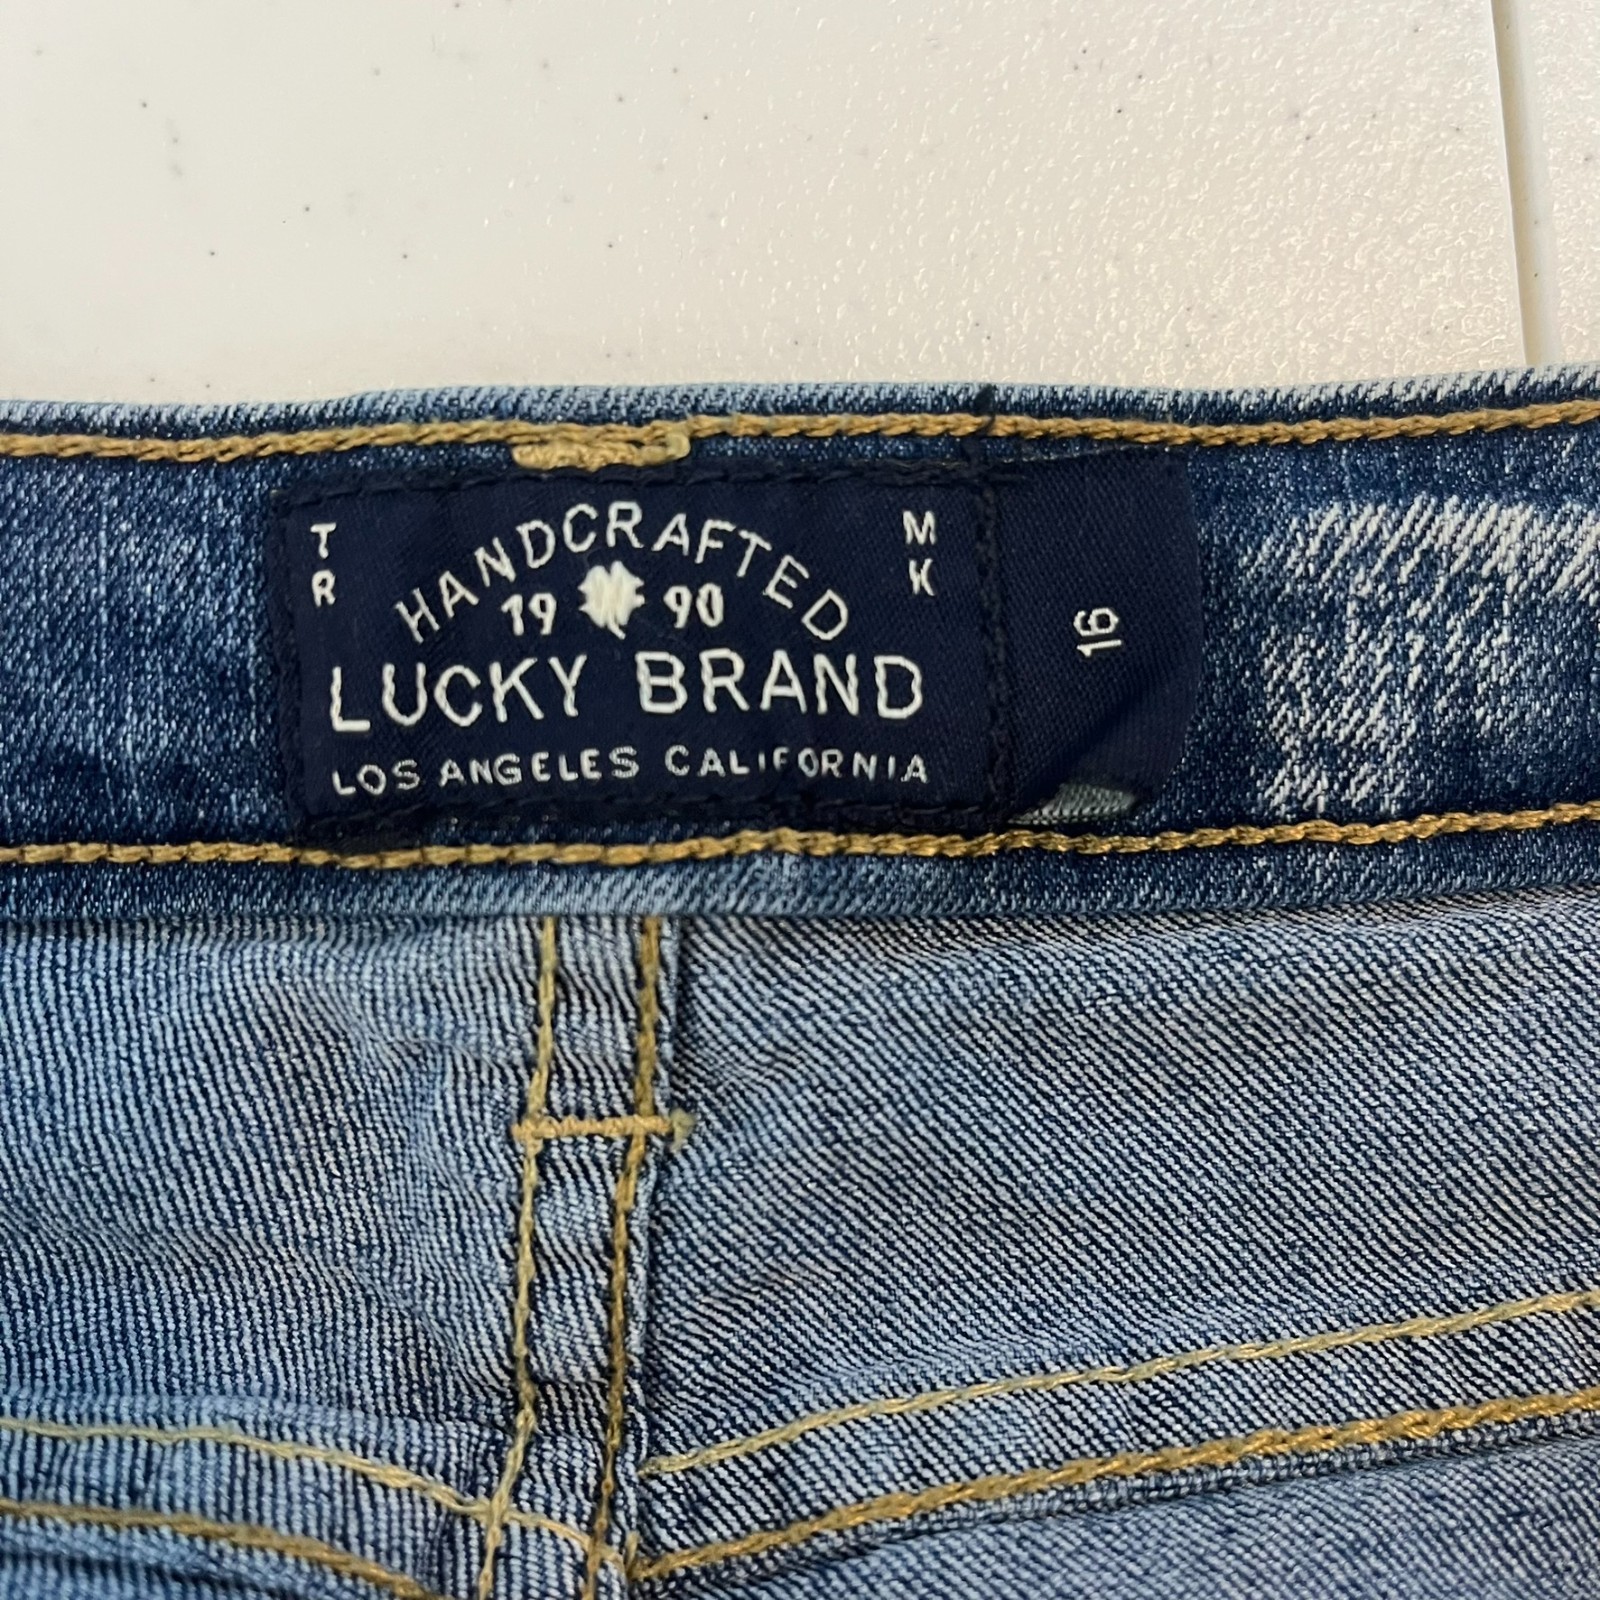 TR
MK
HANDCRAFTED
19 90
LUCKY BRAND
LOS ANGELES CALIFORNIA
16